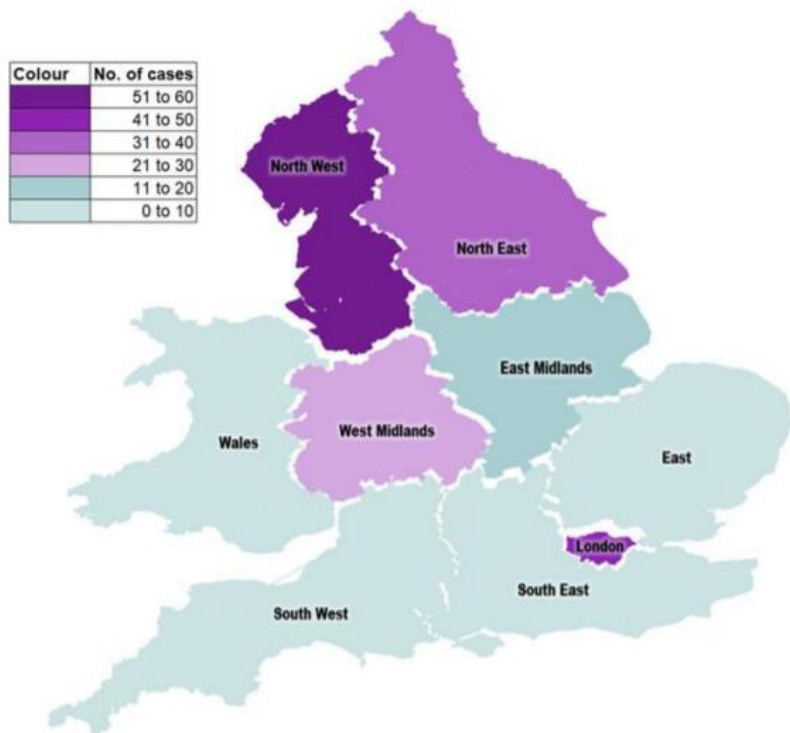 Colour No. of cases
51 to 60
41 to 50
31 to 40
21 to 30
11 to 20
0 to 10
North West
North East
East Midlands
Wales
West Midlands
East
London
South East
South West